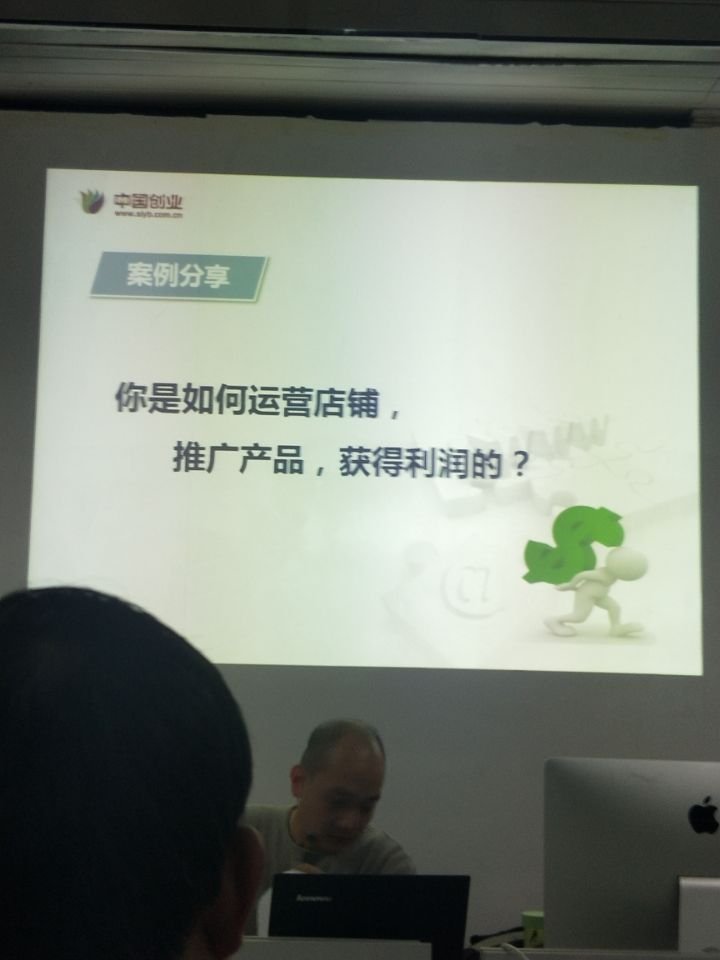 中国创业
www.siyb.com.cn
案例分享
你是如何运营店铺，
推广产品，获得利润的？
www
@
lenovo